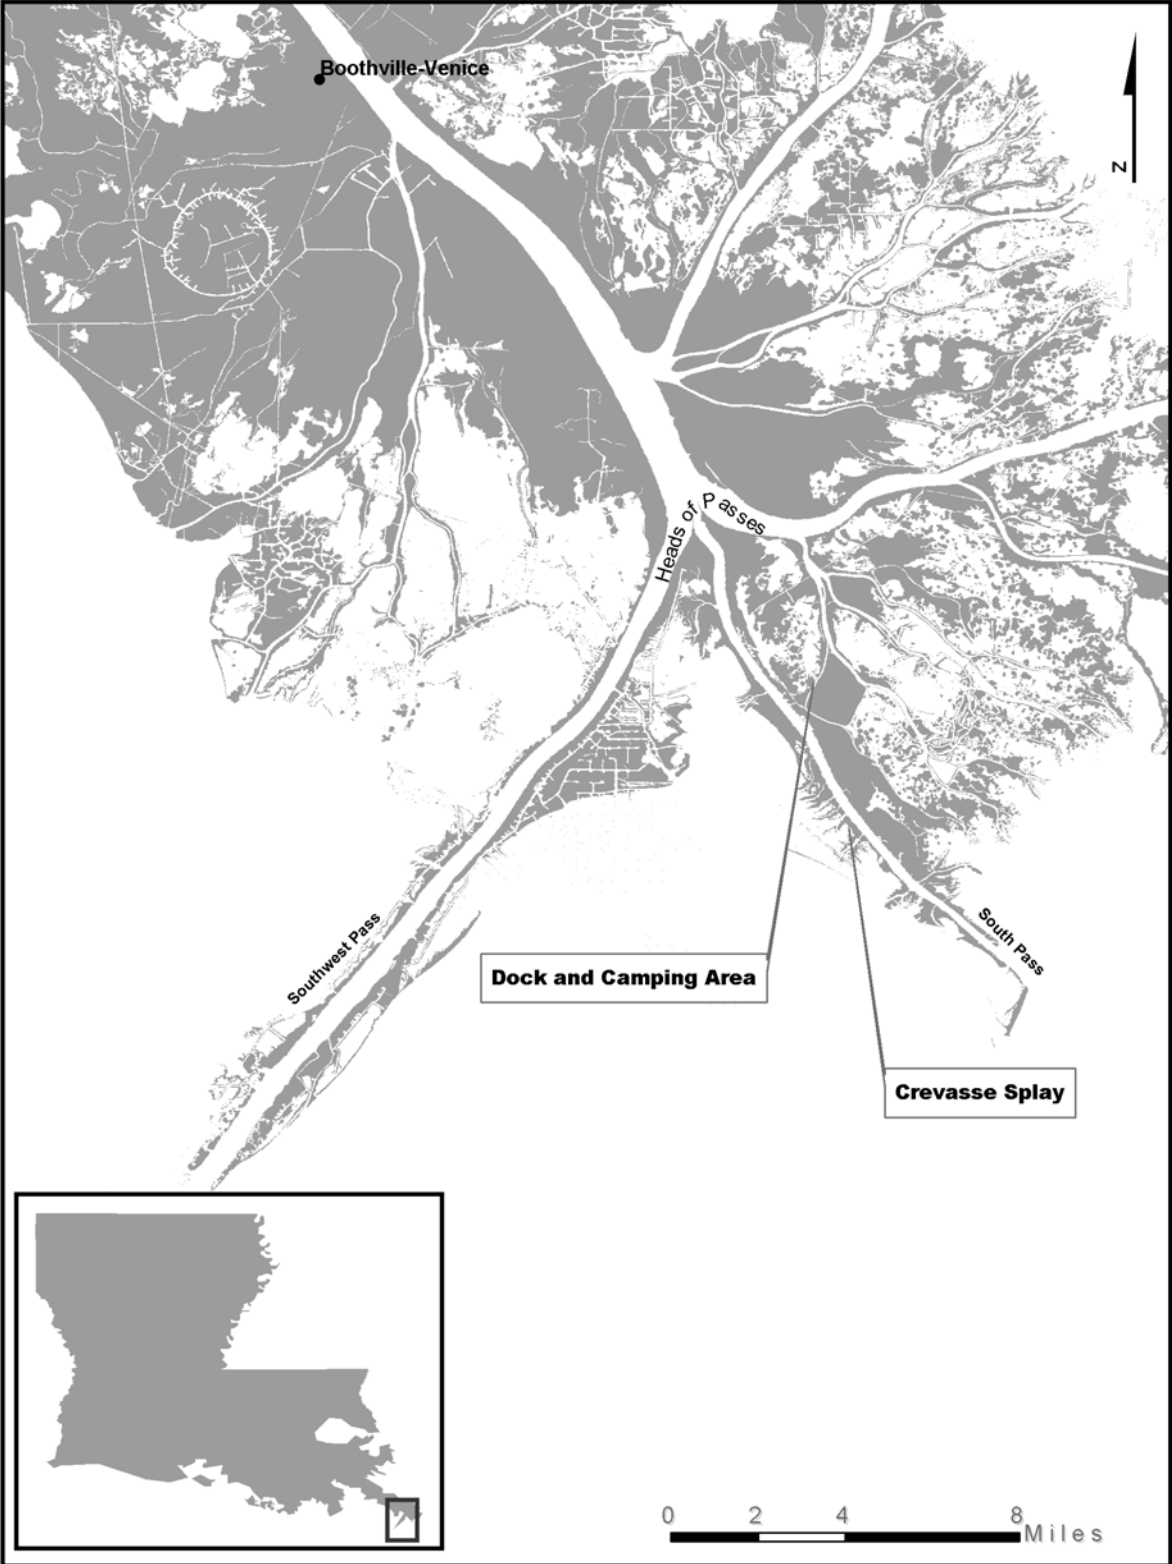 Boothville-Venice
N
Heads of Passes
Southwest Pass
South Pass
Dock and Camping Area
Crevasse Splay
0 2 4 8
Miles